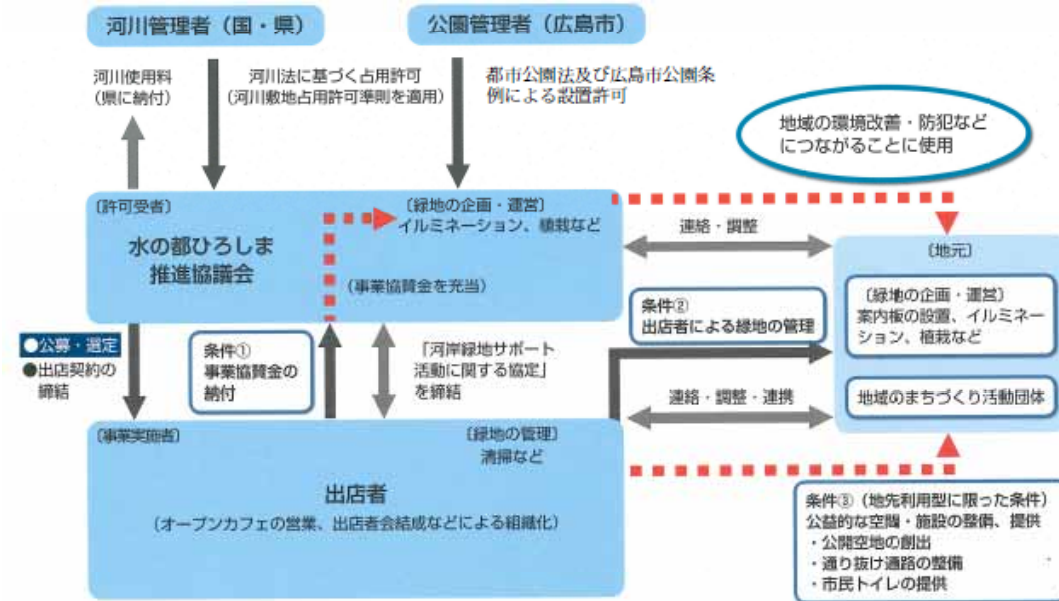 河川管理者（国・県）
公園管理者（広島市）
河川使用料
（県に納付）
河川法に基づく占用許可
（河川敷地占用許可準則を適用）
都市公園法及び広島市公園条
例による設置許可
地域の環境改善・防犯など
につながることに使用
〔許可受者〕
水の都ひろしま
推進協議会
〔緑地の企画・運営〕
イルミネーション、植栽など
（事業協賛金を充当）
連絡・調整
〔地元〕
〔緑地の企画・運営〕
案内板の設置、イルミネー
ション、植栽など
地域のまちづくり活動団体
●公募・選定
●出店契約の
締結
条件①
事業協賛金の
納付
「河岸緑地サポート
活動に関する協定」
を締結
条件②
出店者による緑地の管理
連絡・調整・連携
〔事業実施者〕
〔緑地の管理〕
清掃など
出店者
（オープンカフェの営業、出店者会結成などによる組織化）
条件③（地先利用型に限った条件）
公益的な空間・施設の整備、提供
・公開空地の創出
・通り抜け通路の整備
・市民トイレの提供